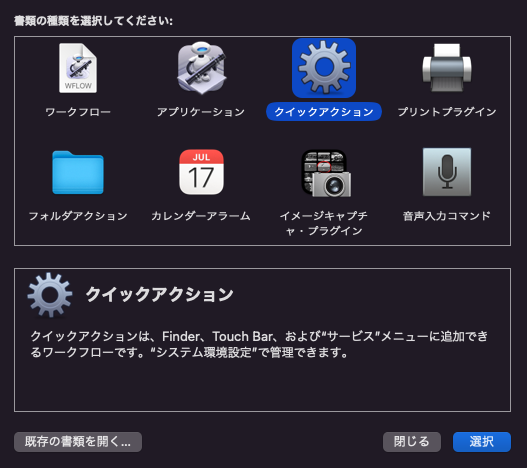 書類の種類を選択してください:
WFLOW
ワークフロー
アプリケーション
クイックアクション
プリントプラグイン
JUL
17
フォルダアクション
カレンダーアラーム
イメージキャプチ
ャ・プラグイン
音声入力コマンド
クイックアクション
クイックアクションは、Finder、Touch Bar、および“サービス”メニューに追加でき
るワークフローです。“システム環境設定”で管理できます。
既存の書類を開く...
閉じる
選択